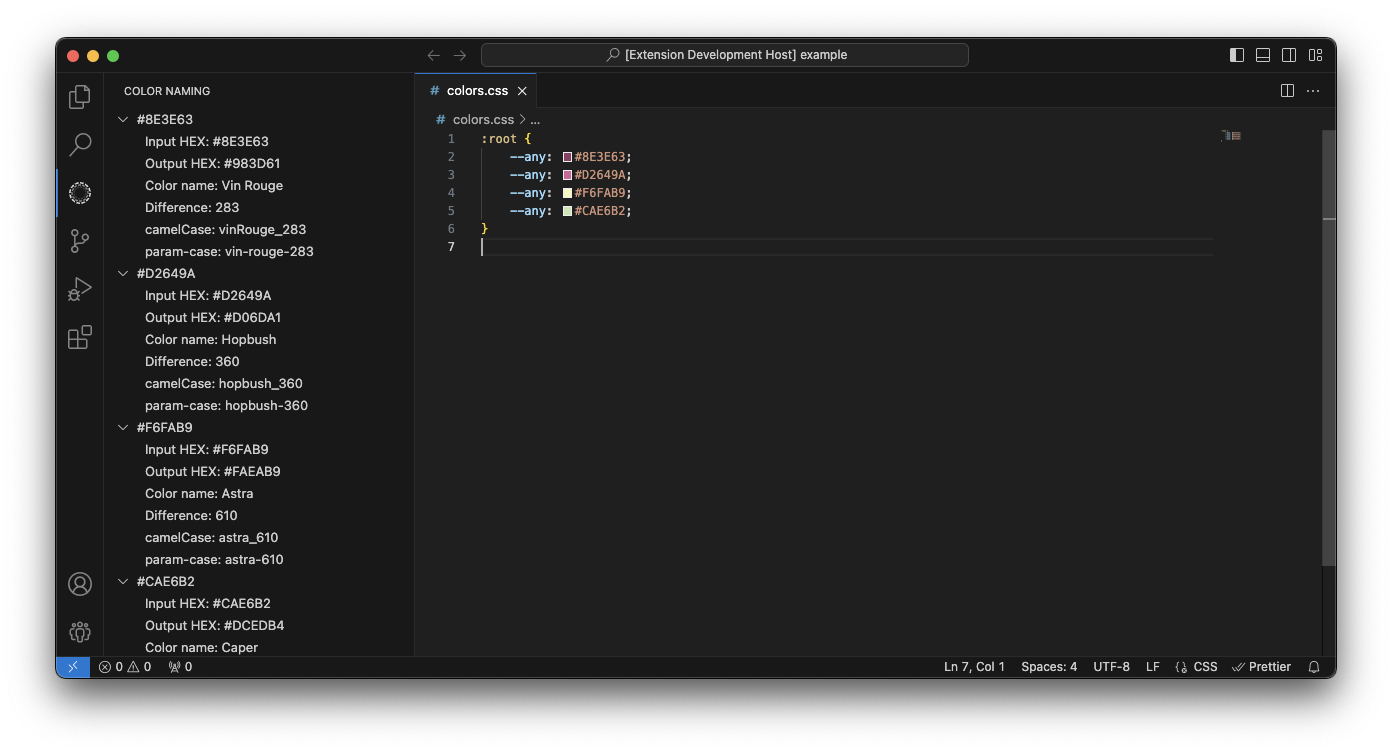 [Extension Development Host] example
COLOR NAMING
#8E3E63
Input HEX: #8E3E63
Output HEX: #983D61
Color name: Vin Rouge
Difference: 283
camelCase: vinRouge_283
param-case: vin-rouge-283
#D2649A
Input HEX: #D2649A
Output HEX: #D06DA1
Color name: Hopbush
Difference: 360
camelCase: hopbush_360
param-case: hopbush-360
#F6FAB9
Input HEX: #F6FAB9
Output HEX: #FAEAB9
Color name: Astra
Difference: 610
camelCase: astra_610
param-case: astra-610
#CAE6B2
Input HEX: #CAE6B2
Output HEX: #DCEDB4
Color name: Caper
# colors.css
# colors.css > ...
1 :root {
2 --any: #8E3E63;
3 --any: #D2649A;
4 --any: #F6FAB9;
5 --any: #CAE6B2;
6 }
7
0 0 0 Ln 7, Col 1 Spaces: 4 UTF-8 LF {} CSS Prettier